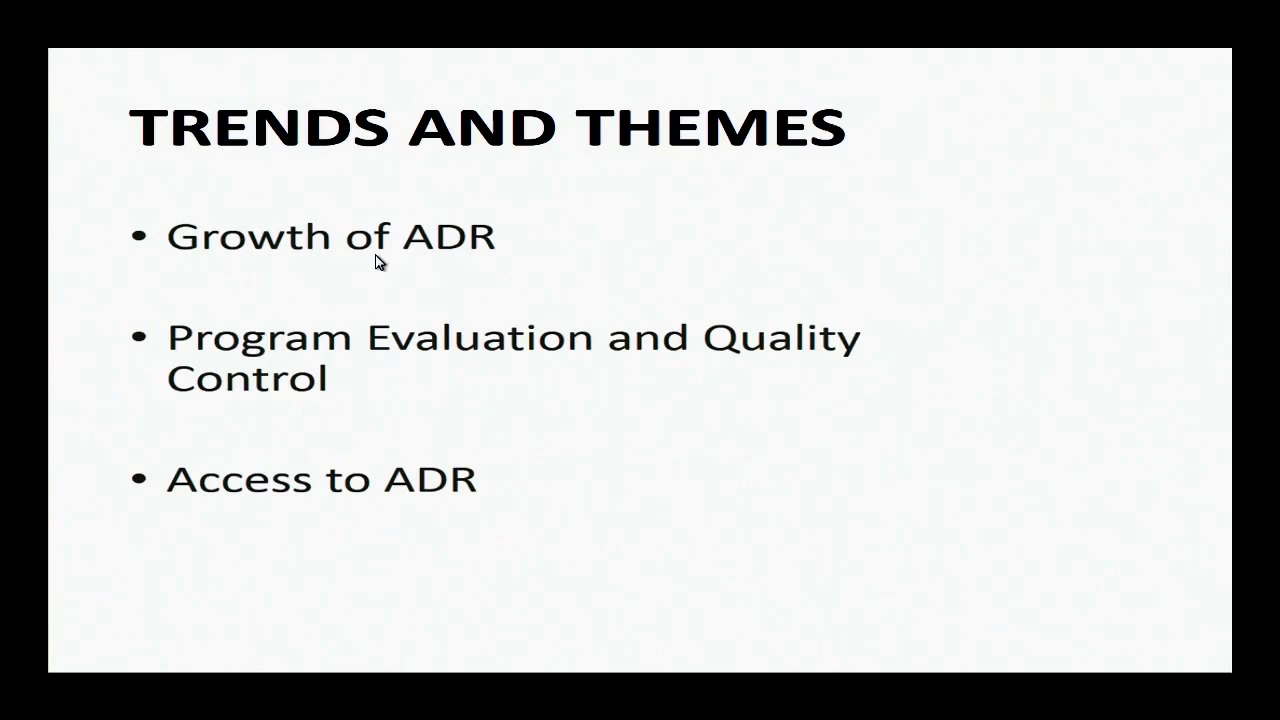 TRENDS AND THEMES
• Growth of ADR
• Program Evaluation and Quality
Control
• Access to ADR